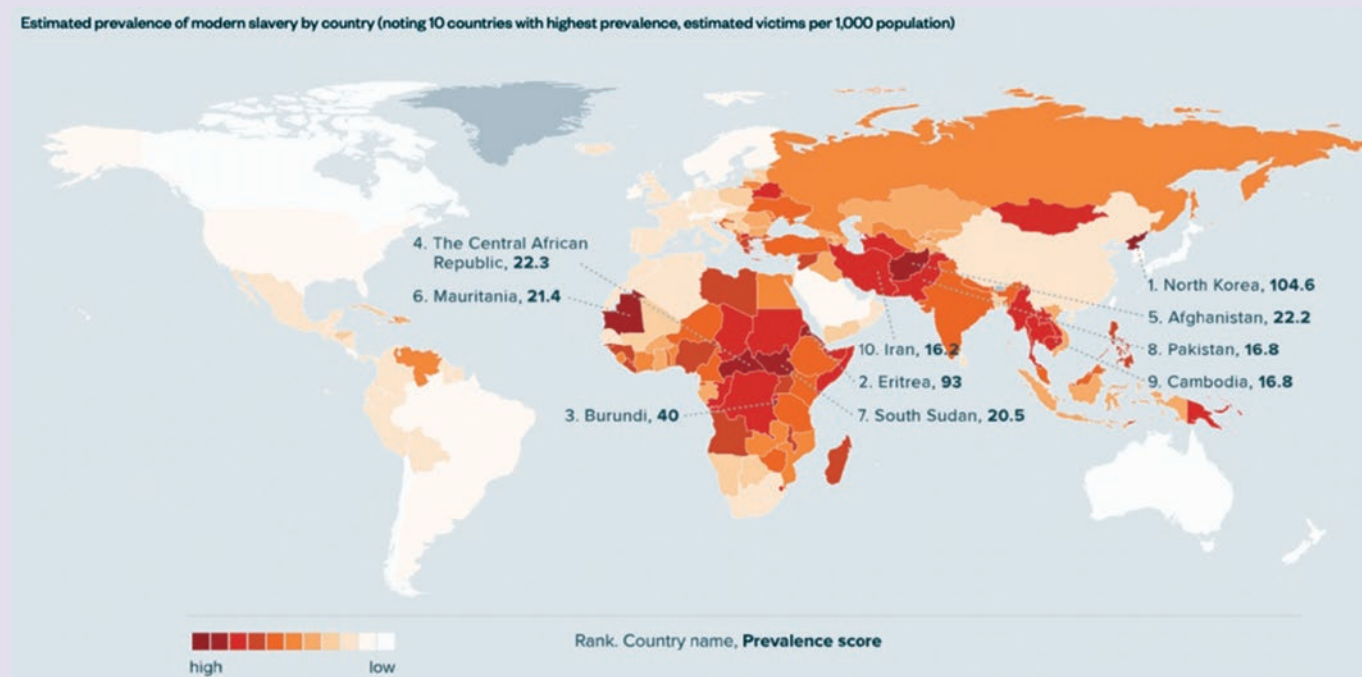 Estimated prevalence of modern slavery by country (noting 10 countries with highest prevalence, estimated victims per 1,000 population)
4. The Central African
Republic, 22.3
6. Mauritania, 21.4
3. Burundi, 40
10. Iran, 16.2
1. North Korea, 104.6
5. Afghanistan, 22.2
8. Pakistan, 16.8
9. Cambodia, 16.8
2. Eritrea, 93
7. South Sudan, 20.5
high
low
Rank. Country name, Prevalence score